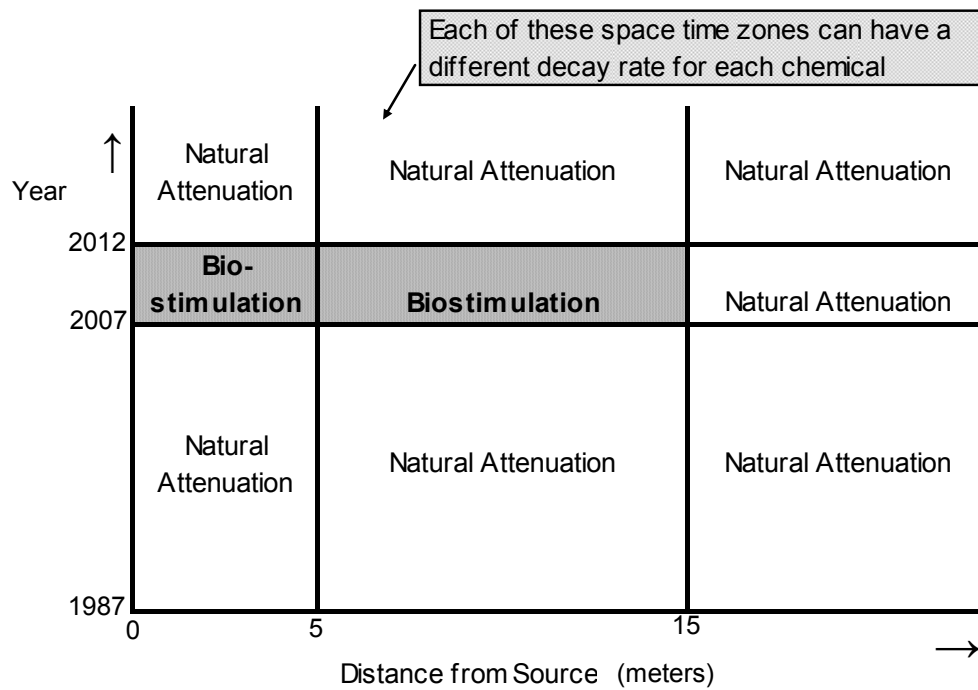 Each of these space time zones can have a
different decay rate for each chemical
↑
Year
Natural
Attenuation
Natural Attenuation
Natural Attenuation
2012
Bio-
stimulation
Biostimulation
Natural Attenuation
2007
Natural
Attenuation
Natural Attenuation
Natural Attenuation
1987
0
5
15
→
Distance from Source (meters)